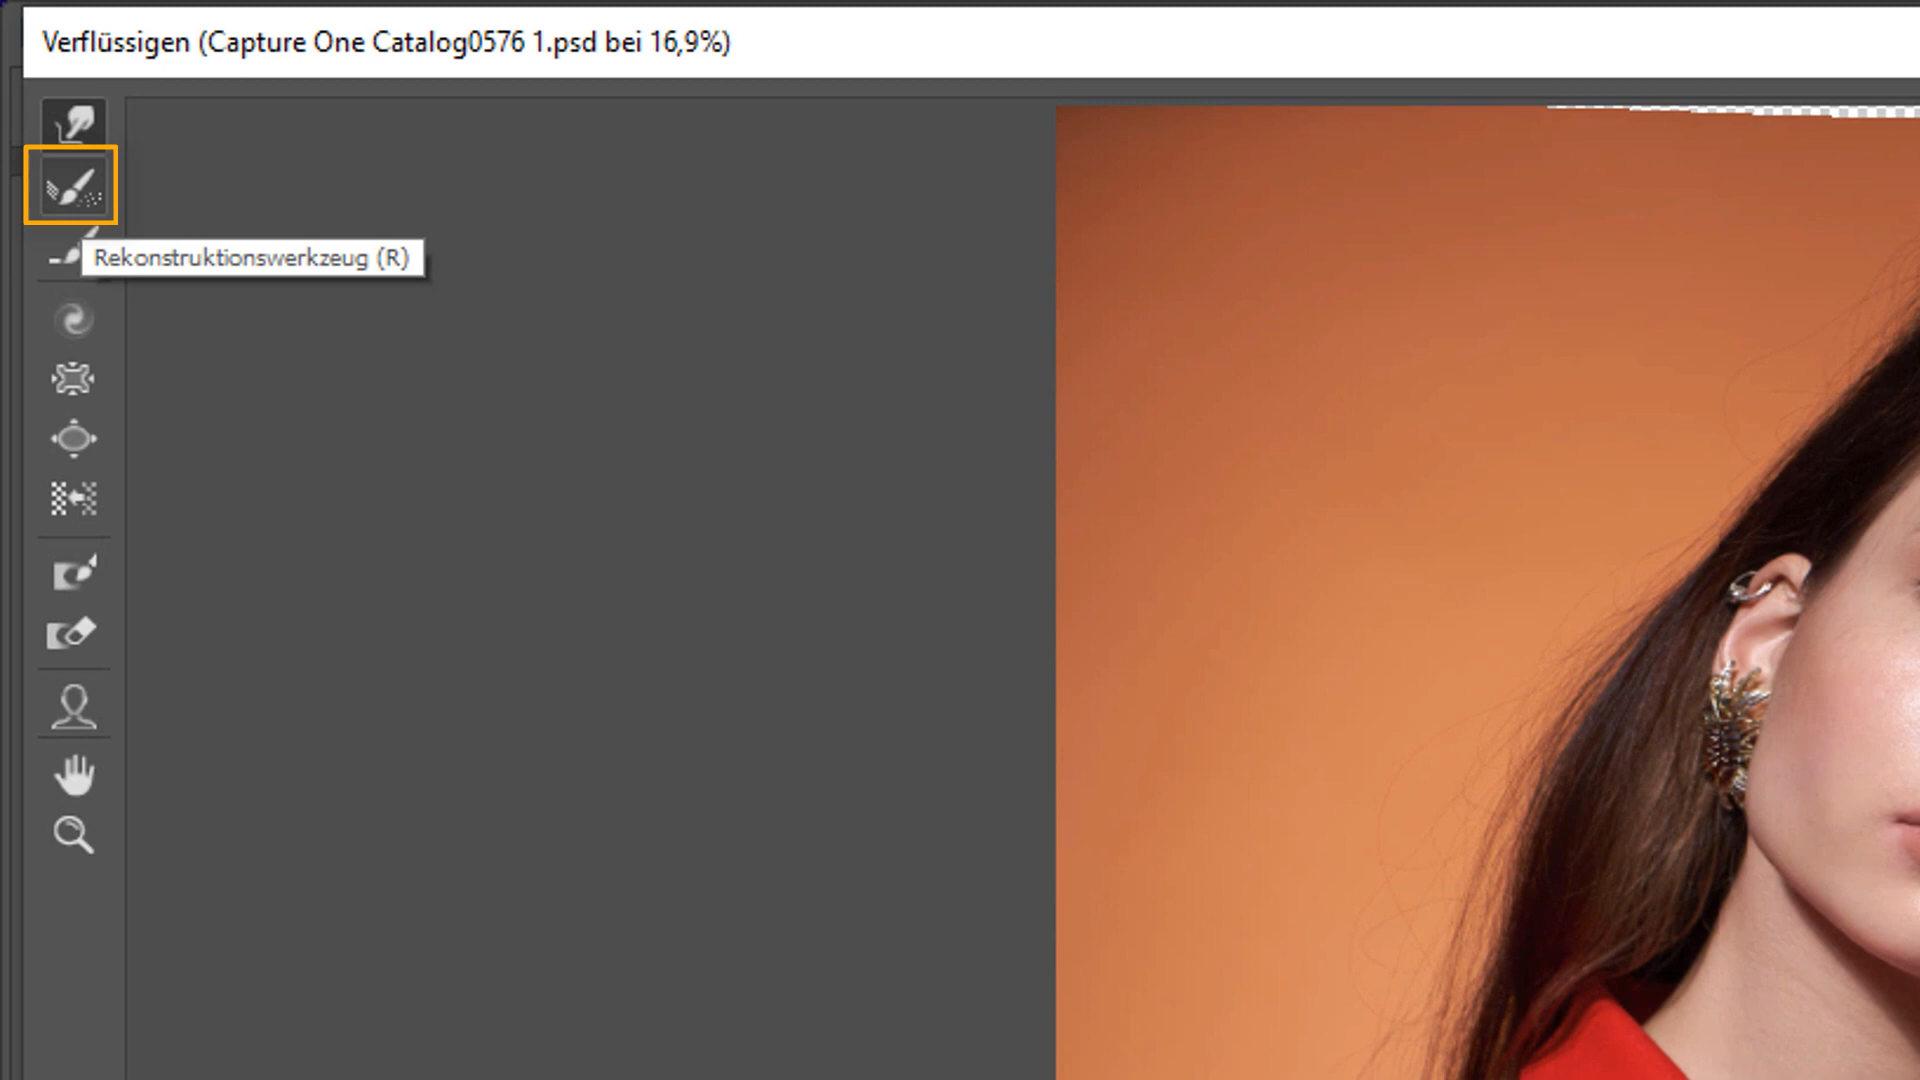 Verflüssigen (Capture One Catalog0576 1.psd bei 16,9%)
Rekonstruktionswerkzeug (R)